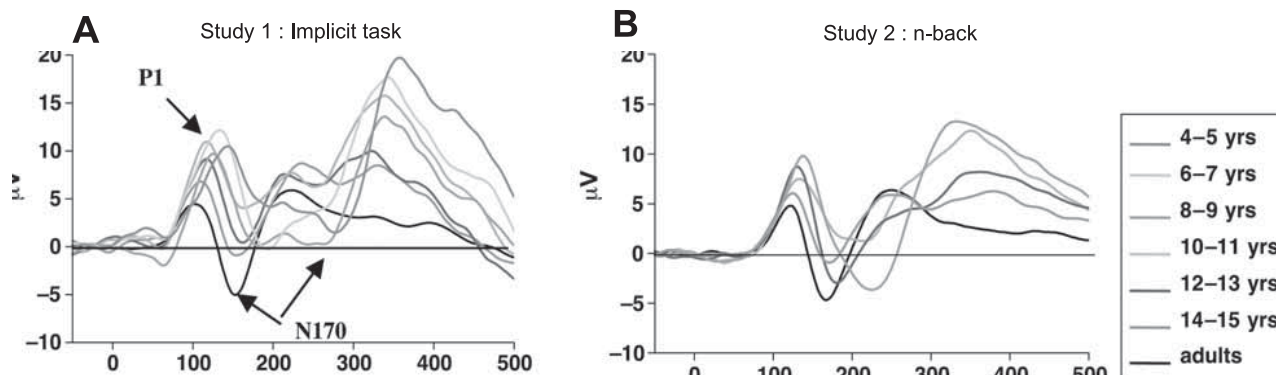 A
Study 1 : Implicit task
20
15
10
5
0
−5
−10
μV
P1
N170
0
100
200
300
400
500
B
Study 2 : n-back
20
15
10
5
0
−5
−10
μV
0
100
200
300
400
500
4–5 yrs
6–7 yrs
8–9 yrs
10–11 yrs
12–13 yrs
14–15 yrs
adults